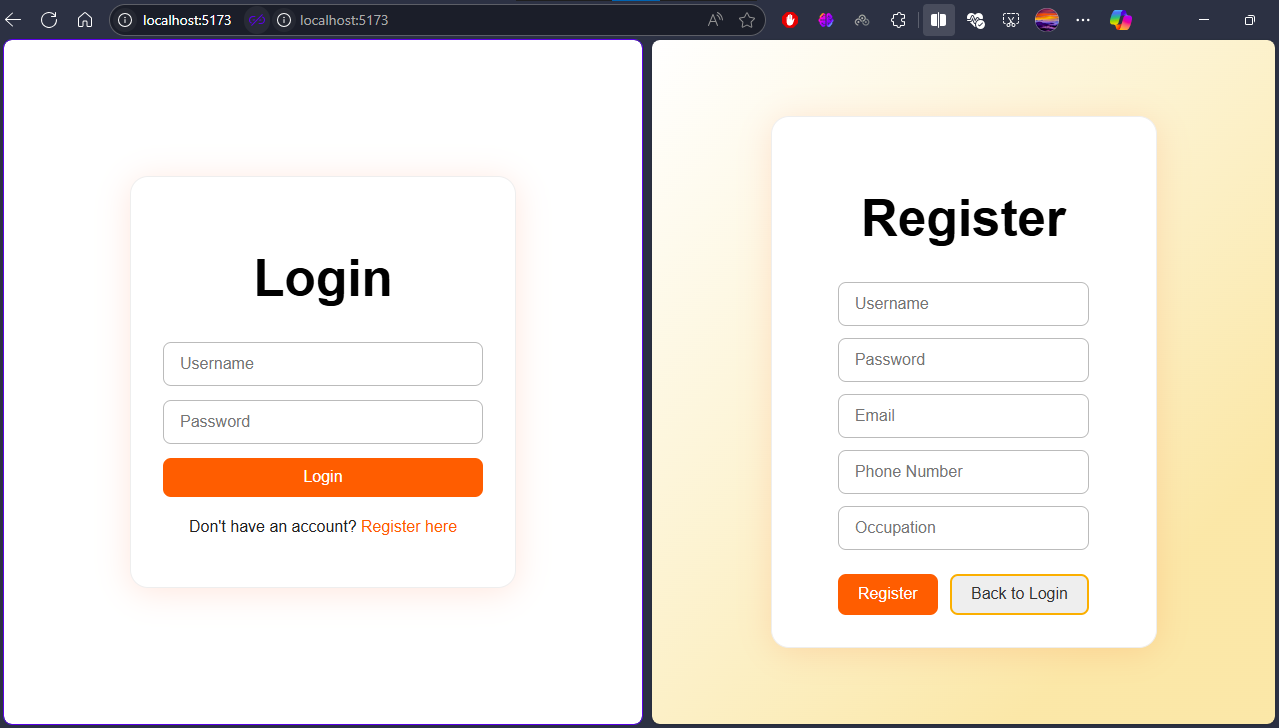 localhost:5173
localhost:5173
Login
Username
Password
Login
Don't have an account? Register here
Register
Username
Password
Email
Phone Number
Occupation
Register
Back to Login